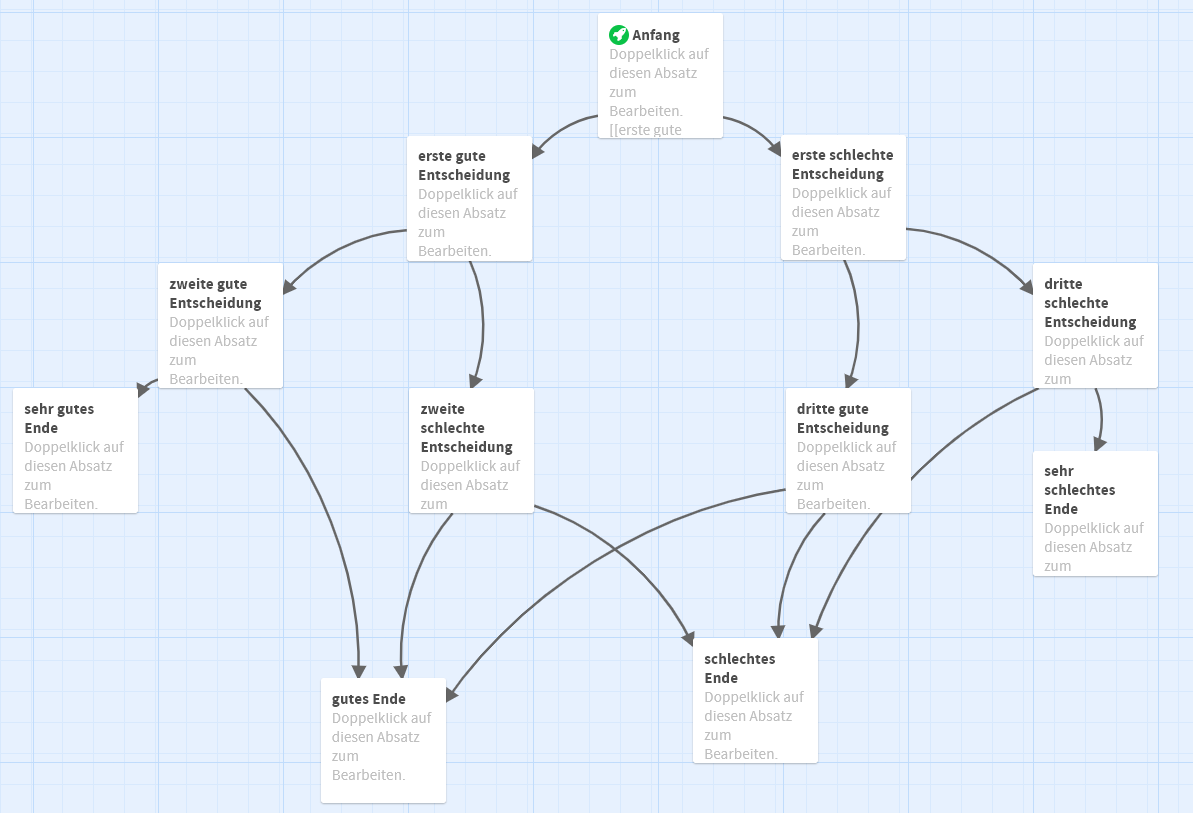 Anfang
Doppelklick auf
diesen Absatz
zum
Bearbeiten.
[[erste gute
erste gute
Entscheidung
Doppelklick auf
diesen Absatz
zum
Bearbeiten.
erste schlechte
Entscheidung
Doppelklick auf
diesen Absatz
zum
Bearbeiten.
zweite gute
Entscheidung
Doppelklick auf
diesen Absatz
zum
Bearbeiten.
dritte
schlechte
Entscheidung
Doppelklick auf
diesen Absatz
zum
sehr gutes
Ende
Doppelklick auf
diesen Absatz
zum
Bearbeiten.
zweite
schlechte
Entscheidung
Doppelklick auf
diesen Absatz
zum
dritte gute
Entscheidung
Doppelklick auf
diesen Absatz
zum
Bearbeiten.
sehr
schlechtes
Ende
Doppelklick auf
diesen Absatz
zum
schlechtes
Ende
Doppelklick auf
diesen Absatz
zum
Bearbeiten.
gutes Ende
Doppelklick auf
diesen Absatz
zum
Bearbeiten.